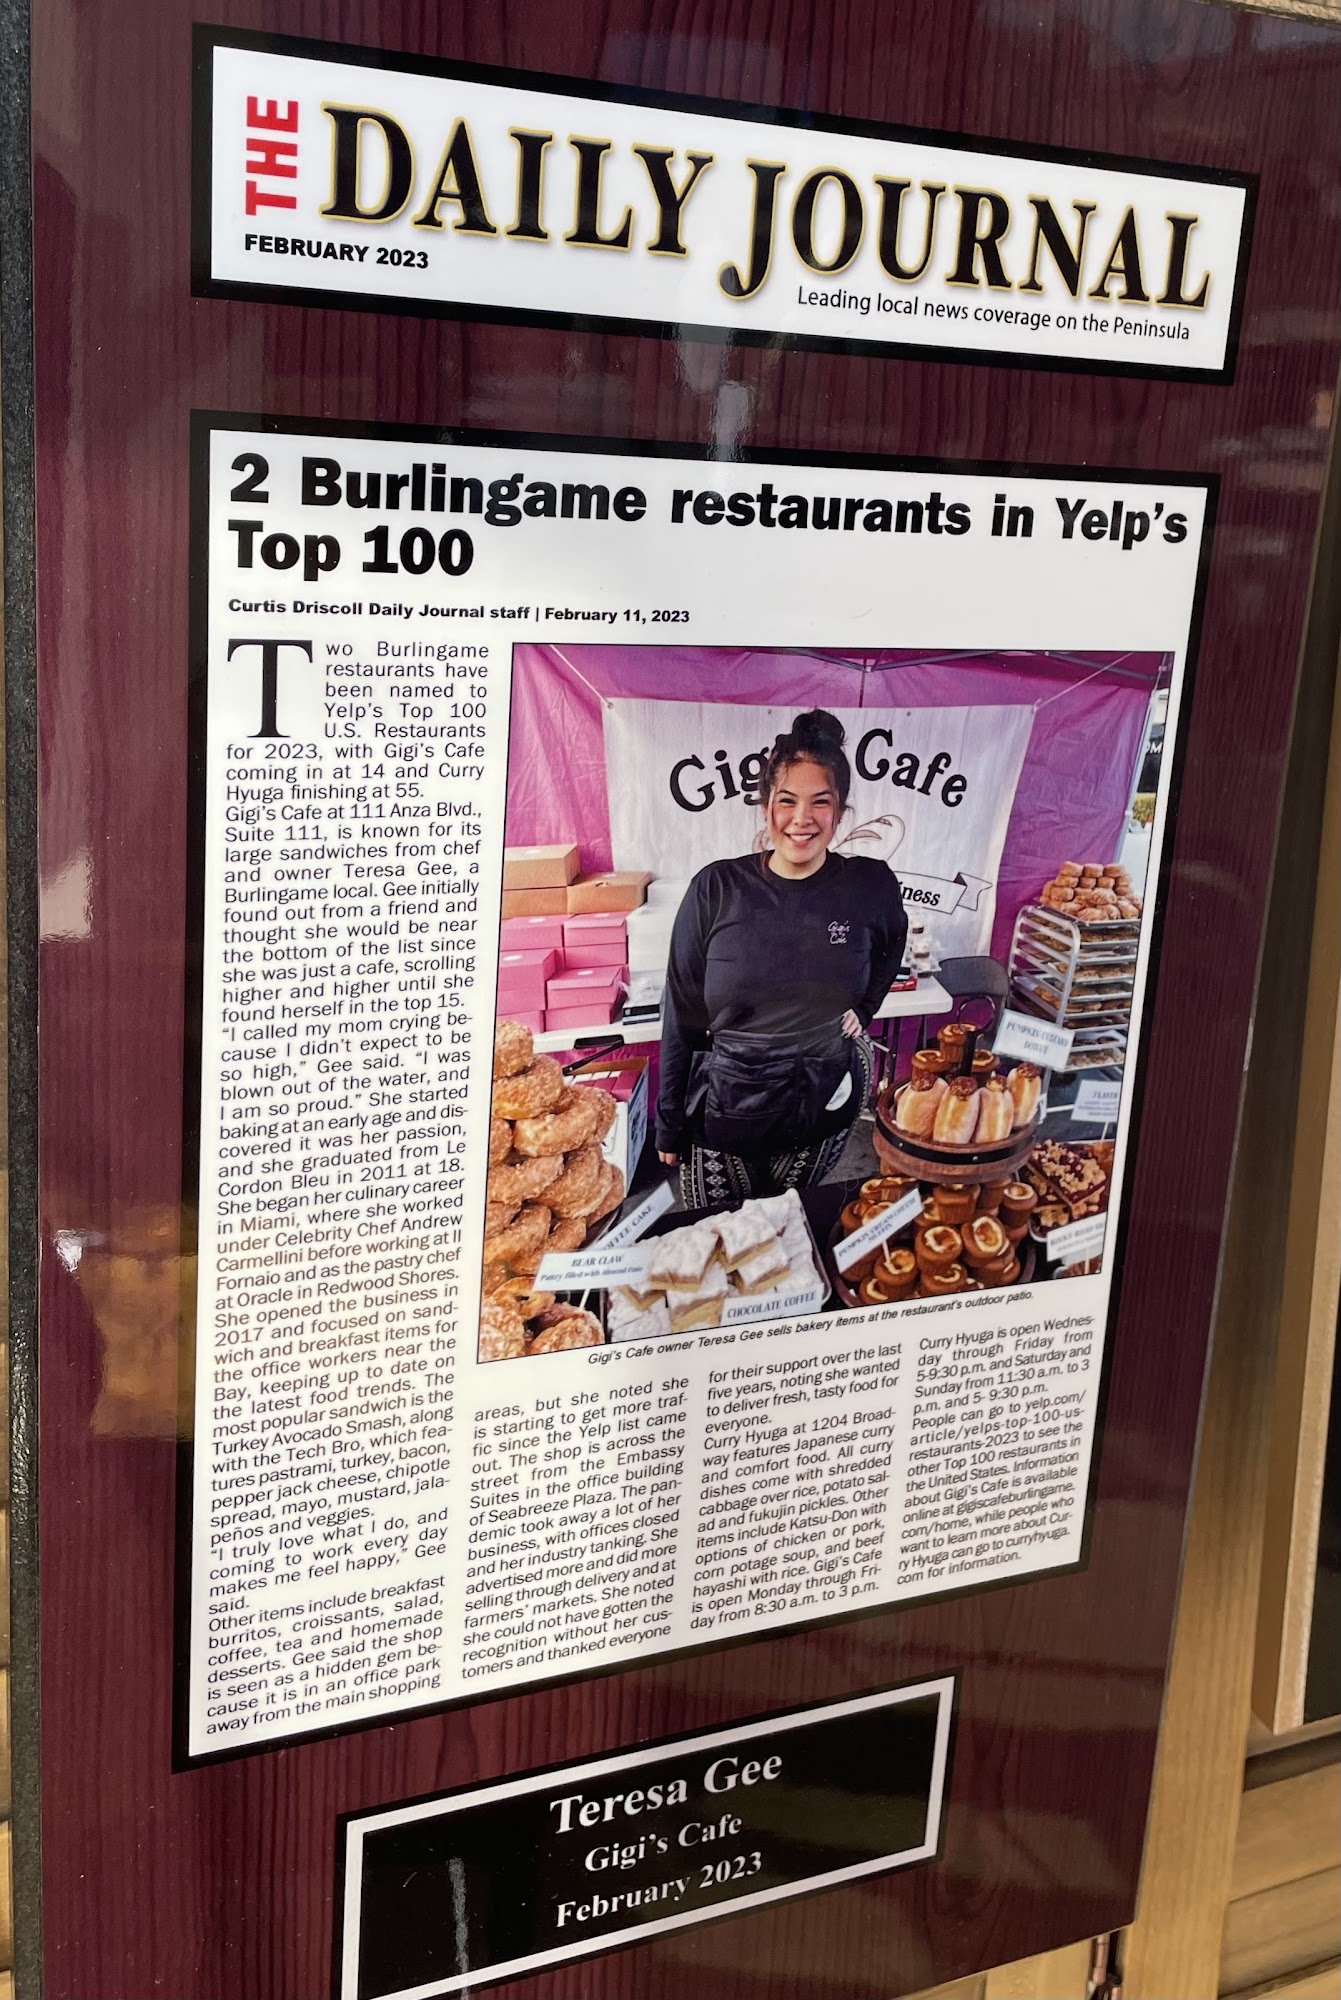 THE
DAILY JOURNAL
FEBRUARY 2023
Leading local news coverage on the Peninsula
2 Burlingame restaurants in Yelp's
Top 100
Curtis Driscoll Daily Journal staff | February 11, 2023
Two Burlingame
restaurants have
been named to
Yelp's Top 100
U.S. Restaurants
for 2023, with Gigi's Cafe
coming in at 14 and Curry
Hyuga finishing at 55.
Gigi's Cafe at 111 Anza Blvd.,
Suite 111, is known for its
large sandwiches from chef
and owner Teresa Gee, a
Burlingame local. Gee initially
found out from a friend and
thought she would be near
the bottom of the list since
she was just a cafe, scrolling
higher and higher until she
found herself in the top 15.
"I called my mom crying be-
cause I didn't expect to be
so high," Gee said. "I was
blown out of the water, and
I am so proud." She started
baking at an early age and dis-
covered it was her passion,
and she graduated from Le
Cordon Bleu in 2011 at 18.
She began her culinary career
in Miami, where she worked
under Celebrity Chef Andrew
Carmellini before working at Il
Fornaio and as the pastry chef
at Oracle in Redwood Shores.
She opened the business in
2017 and focused on sand-
wich and breakfast items for
the office workers near the
Bay, keeping up to date on
the latest food trends. The
most popular sandwich is the
Turkey Avocado Smash, along
with the Tech Bro, which fea-
tures pastrami, turkey, bacon,
pepper jack cheese, chipotle
spread, mayo, mustard, jala-
peños and veggies.
"I truly love what I do, and
coming to work every day
makes me feel happy," Gee
said.
Other items include breakfast
burritos, croissants, salad,
coffee, tea and homemade
desserts. Gee said the shop
is seen as a hidden gem be-
cause it is in an office park
away from the main shopping
Gigi's Cafe
iness
Gigi's
Cafe
PUMPKIN CUSTARD
DONUT
COFFEE CAKE
BEAR CLAW
Pastry filled with Almond Paste
CHOCOLATE COFFEE
PUMPKIN CREAM CHEESE
MUFFIN
Gigi's Cafe owner Teresa Gee sells bakery items at the restaurant's outdoor patio.
areas, but she noted she
is starting to get more traf-
fic since the Yelp list came
out. The shop is across the
street from the Embassy
Suites in the office building
of Seabreeze Plaza. The pan-
demic took away a lot of her
business, with offices closed
and her industry tanking. She
advertised more and did more
selling through delivery and at
farmers' markets. She noted
she could not have gotten the
recognition without her cus-
tomers and thanked everyone
for their support over the last
five years, noting she wanted
to deliver fresh, tasty food for
everyone.
Curry Hyuga at 1204 Broad-
way features Japanese curry
and comfort food. All curry
dishes come with shredded
cabbage over rice, potato sal-
ad and fukujin pickles. Other
items include Katsu-Don with
options of chicken or pork,
corn potage soup, and beef
hayashi with rice. Gigi's Cafe
is open Monday through Fri-
day from 8:30 a.m. to 3 p.m.
Curry Hyuga is open Wednes-
day through Friday from
5-9:30 p.m. and Saturday and
Sunday from 11:30 a.m. to 3
p.m. and 5- 9:30 p.m.
People can go to yelp.com/
article/yelps-top-100-us-
restaurants-2023 to see the
other Top 100 restaurants in
the United States. Information
about Gigi's Cafe is available
online at gigiscafeburlingame.
com/home, while people who
want to learn more about Cur-
ry Hyuga can go to curryhyuga.
com for information.
Teresa Gee
Gigi's Cafe
February 2023